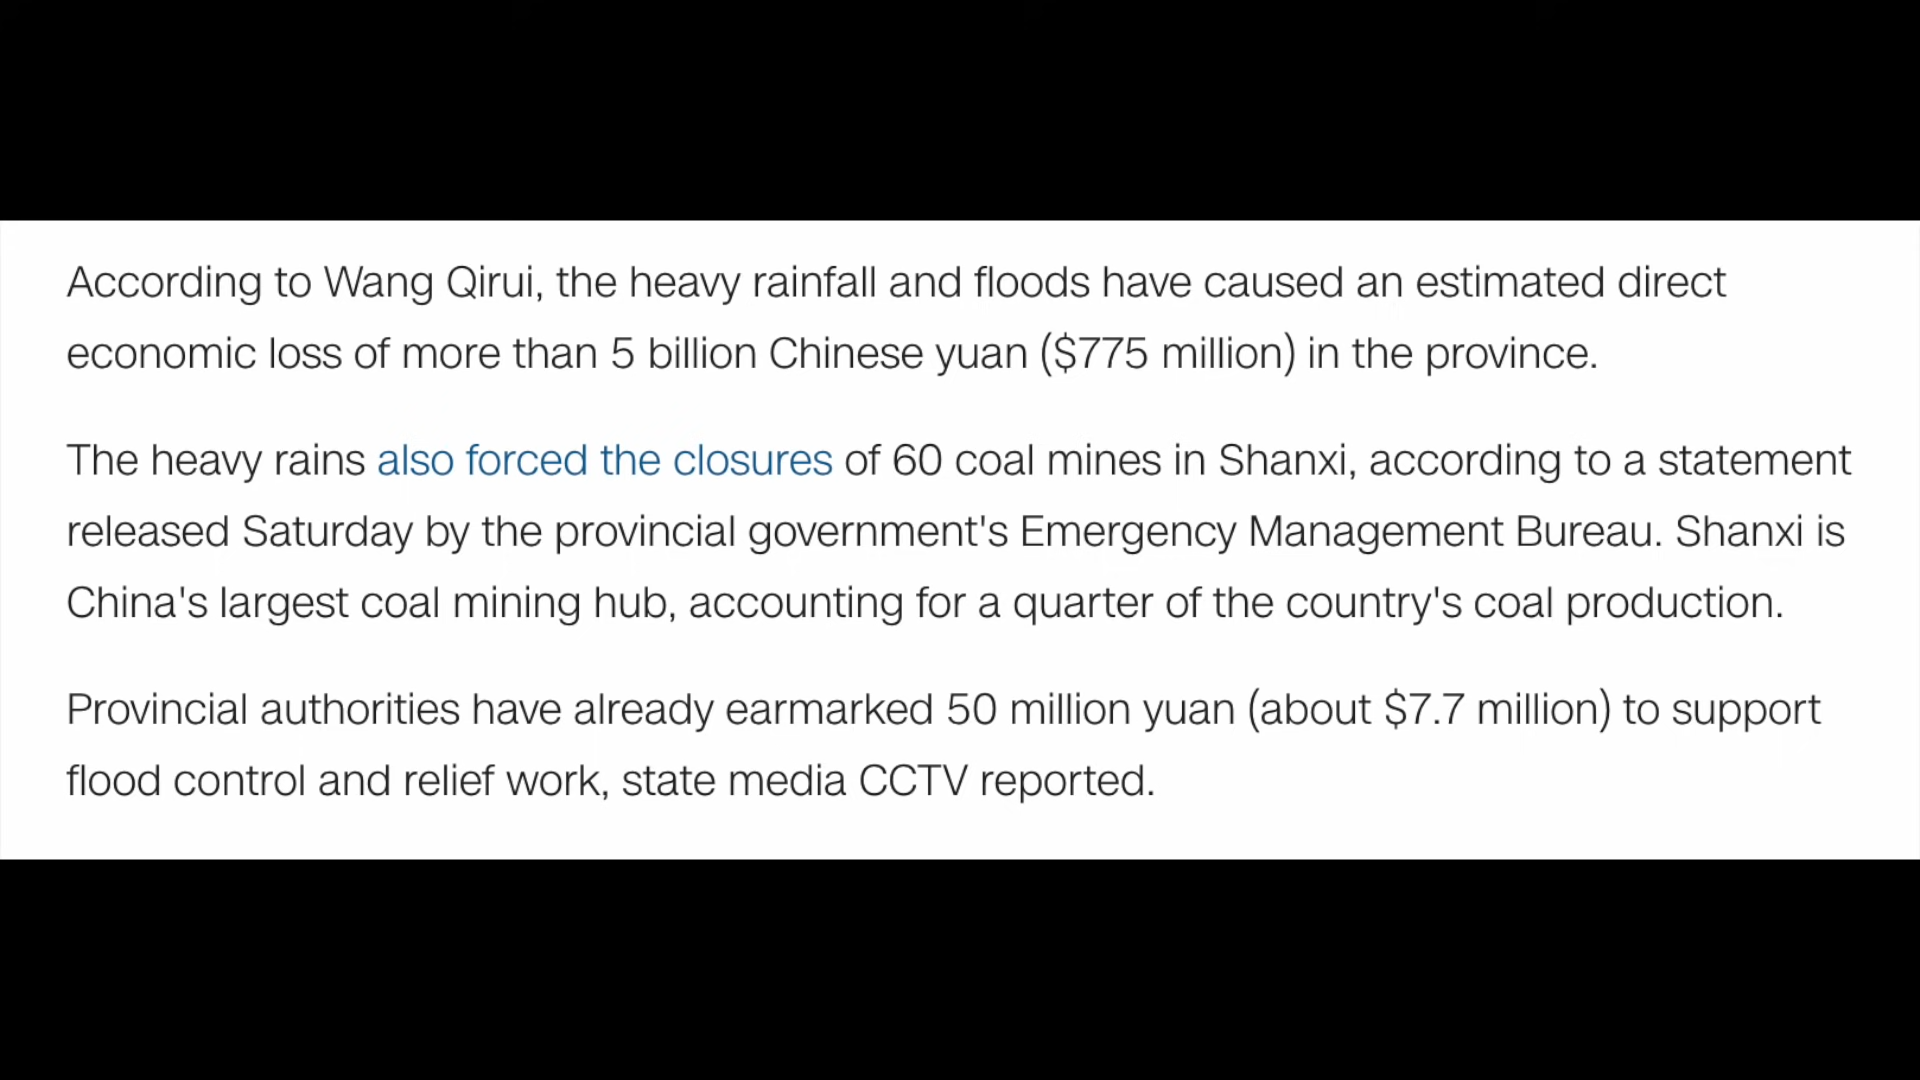 According to Wang Qirui, the heavy rainfall and floods have caused an estimated direct
economic loss of more than 5 billion Chinese yuan ($775 million) in the province.
The heavy rains also forced the closures of 60 coal mines in Shanxi, according to a statement
released Saturday by the provincial government's Emergency Management Bureau. Shanxi is
China's largest coal mining hub, accounting for a quarter of the country's coal production.
Provincial authorities have already earmarked 50 million yuan (about $7.7 million) to support
flood control and relief work, state media CCTV reported.